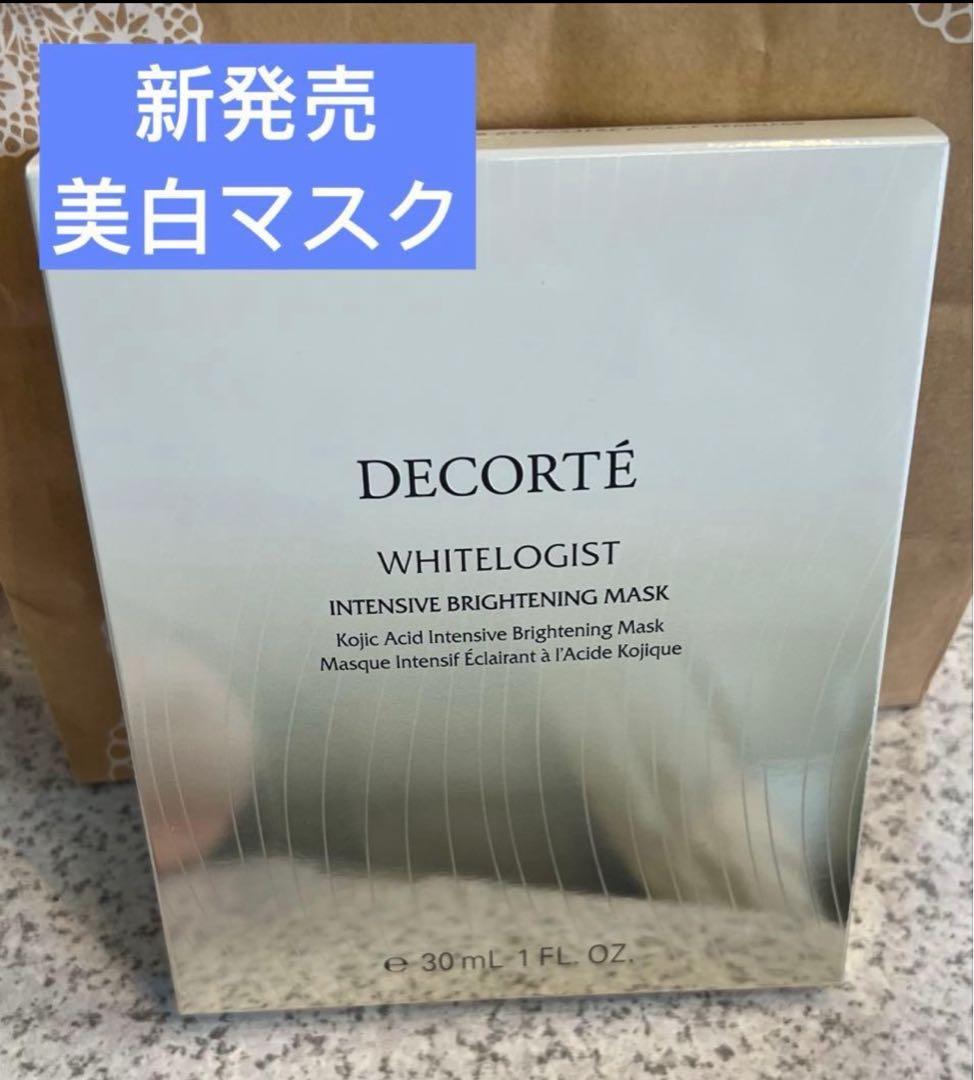 新発売
美白マスク
DECORTÉ
WHITELOGIST
INTENSIVE BRIGHTENING MASK
Kojic Acid Intensive Brightening Mask
Masque Intensif Éclairant à l'Acide Kojique
℮ 30 mL 1 FL. OZ.